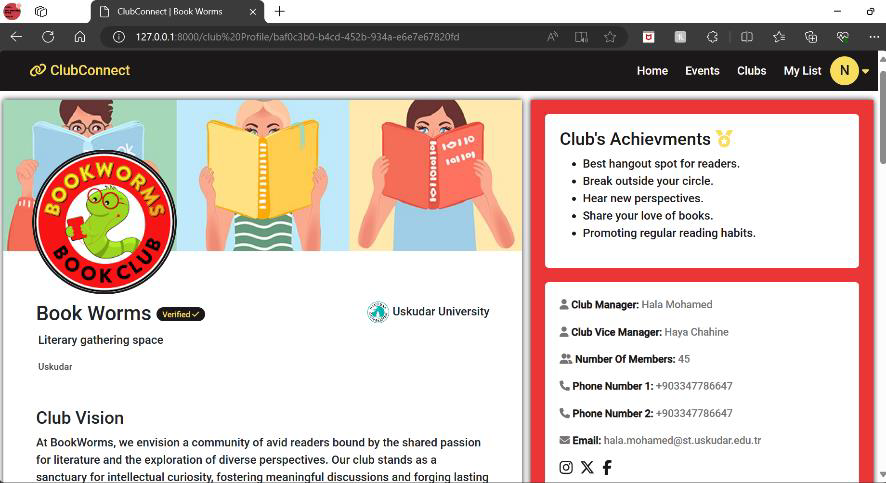 ClubConnect | Book Worms
127.0.0.1:8000/club%20Profile/baf0c3b0-b4cd-452b-934a-e6e7e67820fd
ClubConnect
Home Events Clubs My List N
BOOKWORMS
BOOK CLUB
Book Worms Verified
Uskudar University
Literary gathering space
Uskudar
Club Vision
At BookWorms, we envision a community of avid readers bound by the shared passion
for literature and the exploration of diverse perspectives. Our club stands as a
sanctuary for intellectual curiosity, fostering meaningful discussions and forging lasting
Club's Achievments
• Best hangout spot for readers.
• Break outside your circle.
• Hear new perspectives.
• Share your love of books.
• Promoting regular reading habits.
Club Manager: Hala Mohamed
Club Vice Manager: Haya Chahine
Number Of Members: 45
Phone Number 1: +903347786647
Phone Number 2: +903347786647
Email: hala.mohamed@st.uskudar.edu.tr